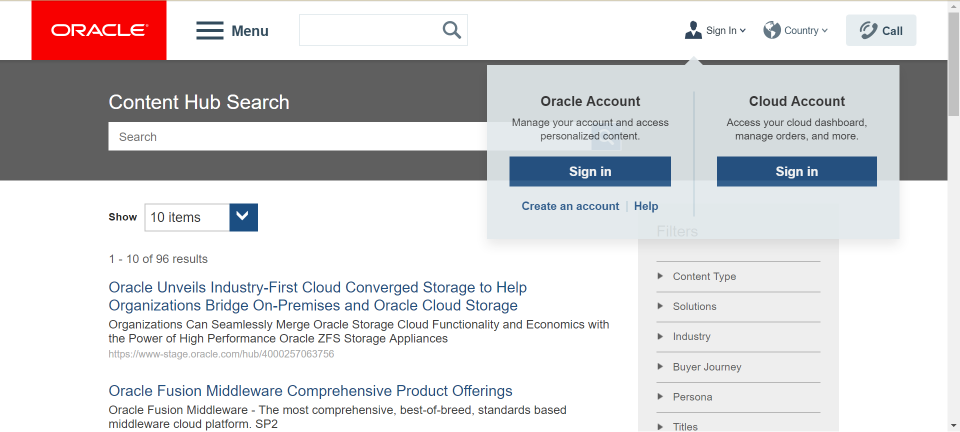 ORACLE
Menu
Sign In
Country
Call
Oracle Account
Manage your account and access
personalized content.
Sign in
Create an account | Help
Cloud Account
Access your cloud dashboard,
manage orders, and more.
Sign in
Content Hub Search
Search
Show
10 items
1 - 10 of 96 results
Oracle Unveils Industry-First Cloud Converged Storage to Help
Organizations Bridge On-Premises and Oracle Cloud Storage
Organizations Can Seamlessly Merge Oracle Storage Cloud Functionality and Economics with
the Power of High Performance Oracle ZFS Storage Appliances
https://www-stage.oracle.com/hub/4000257063756
Oracle Fusion Middleware Comprehensive Product Offerings
Oracle Fusion Middleware - The most comprehensive, best-of-breed, standards based
middleware cloud platform. SP2
Filters
Content Type
Solutions
Industry
Buyer Journey
Persona
Titles